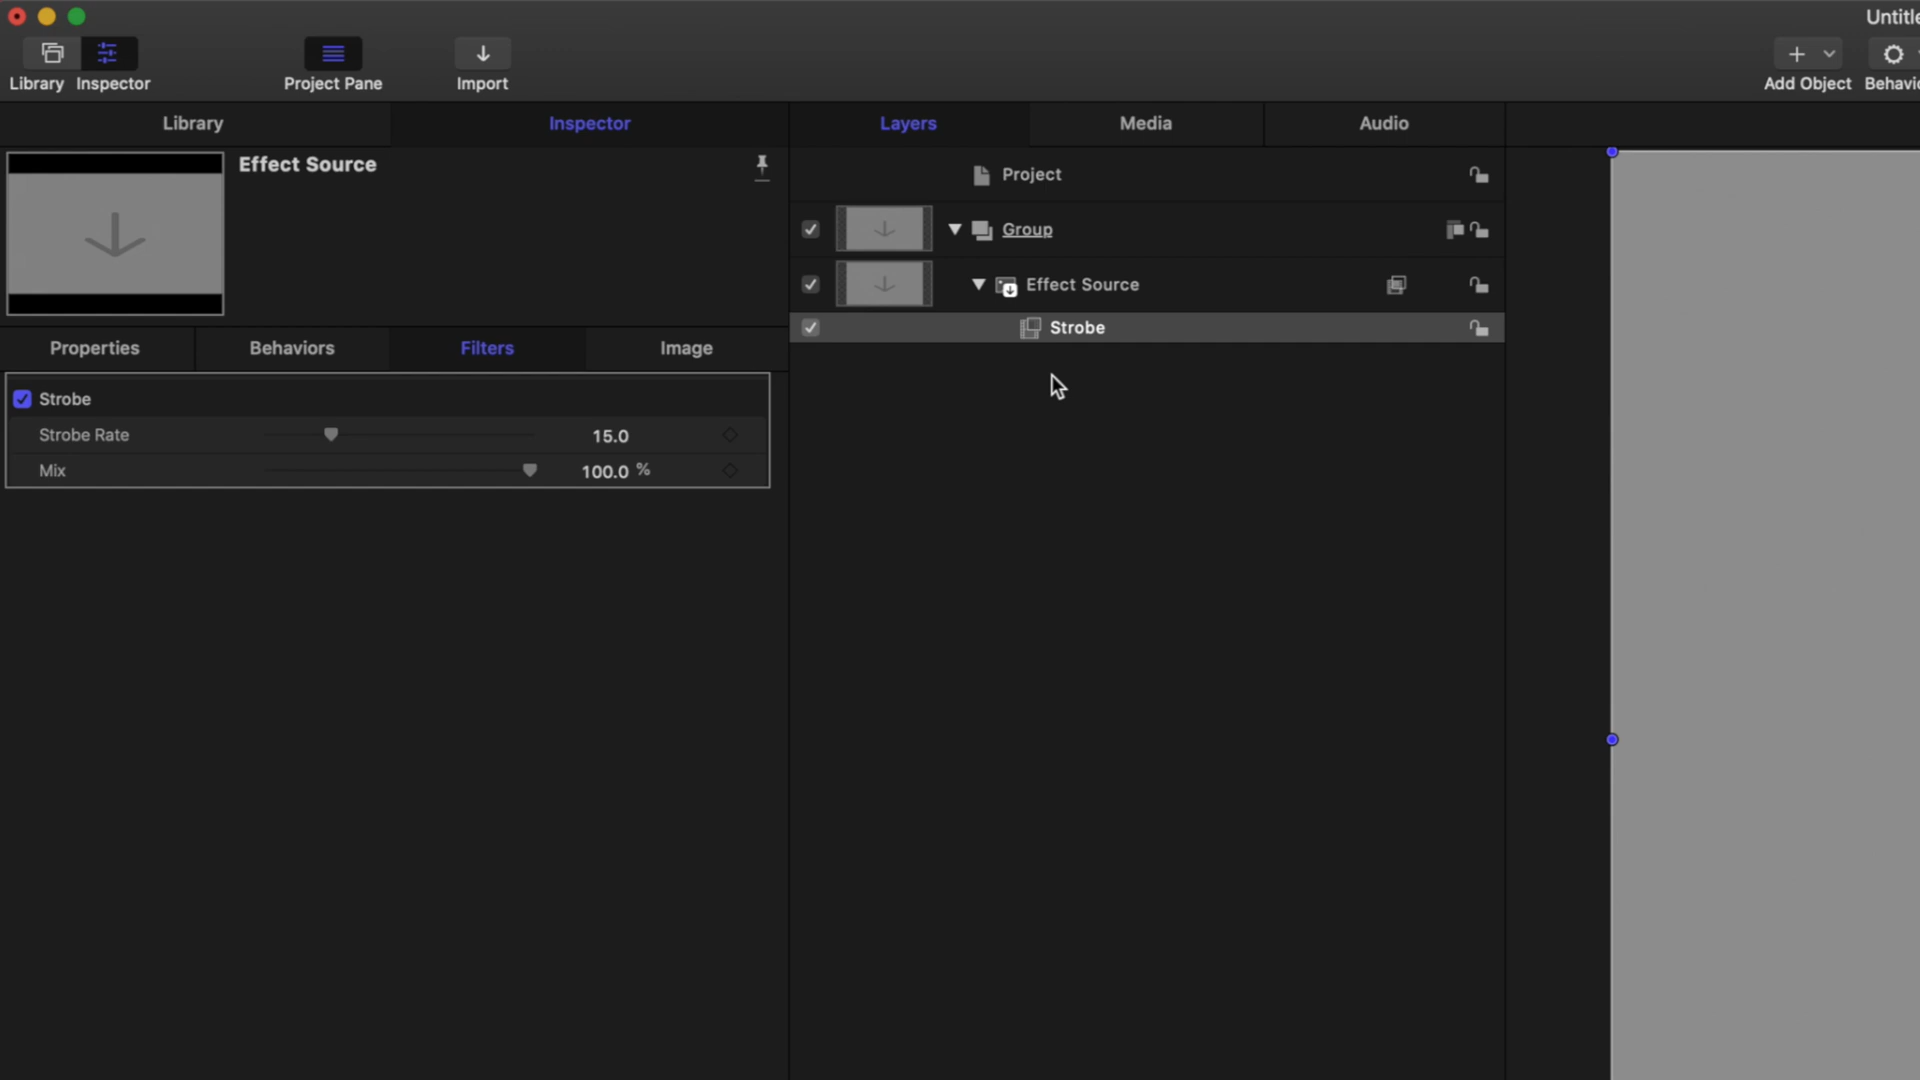 Untitle
Library Inspector Project Pane Import Add Object Behavio
Library Inspector Layers Media Audio
Effect Source
Project
Group
Effect Source
Strobe
Properties Behaviors Filters Image
Strobe
Strobe Rate 15.0
Mix 100.0 %